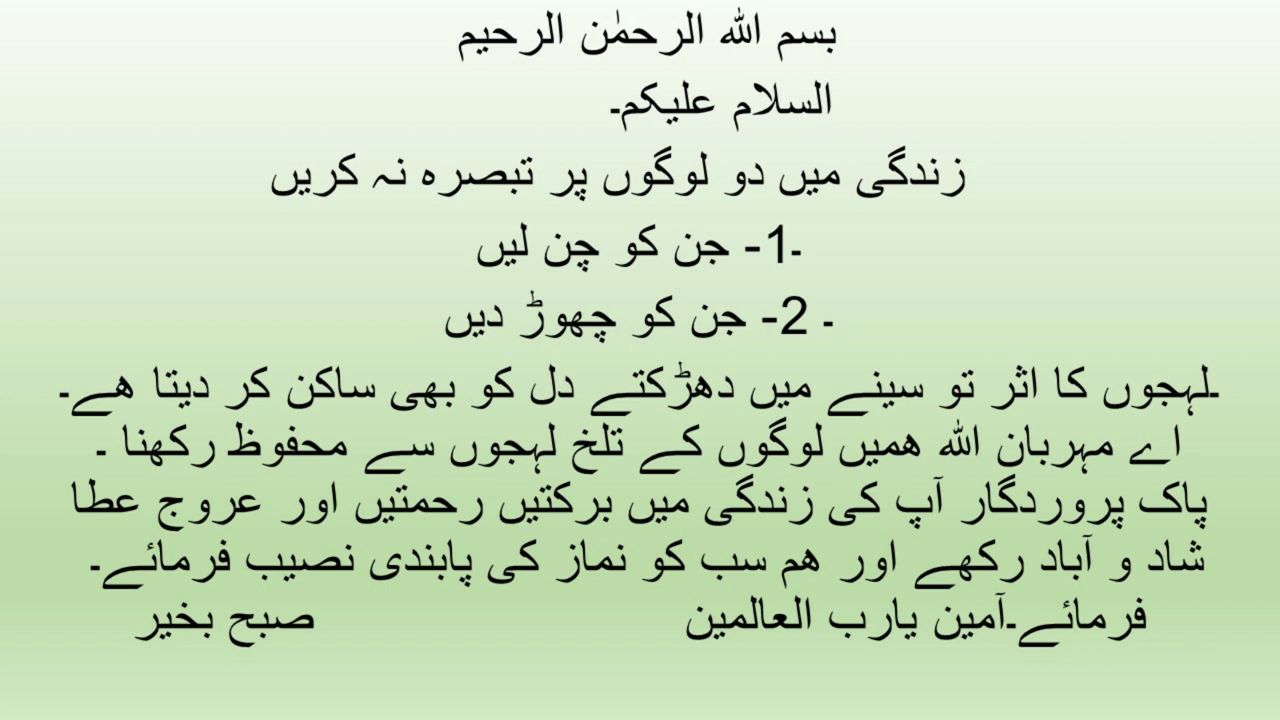 بسم اللہ الرحمٰن الرحیم
السلام علیکم۔
زندگی میں دو لوگوں پر تبصرہ نہ کریں
۔1- جن کو چن لیں
۔ 2- جن کو چھوڑ دیں
۔لہجوں کا اثر تو سینے میں دھڑکتے دل کو بھی ساکن کر دیتا ھے۔
اے مہربان اللہ ھمیں لوگوں کے تلخ لہجوں سے محفوظ رکھنا ۔
پاک پروردگار آپ کی زندگی میں برکتیں رحمتیں اور عروج عطا
شاد و آباد رکھے اور ھم سب کو نماز کی پابندی نصیب فرمائے۔
فرمائے۔آمین یارب العالمین صبح بخیر